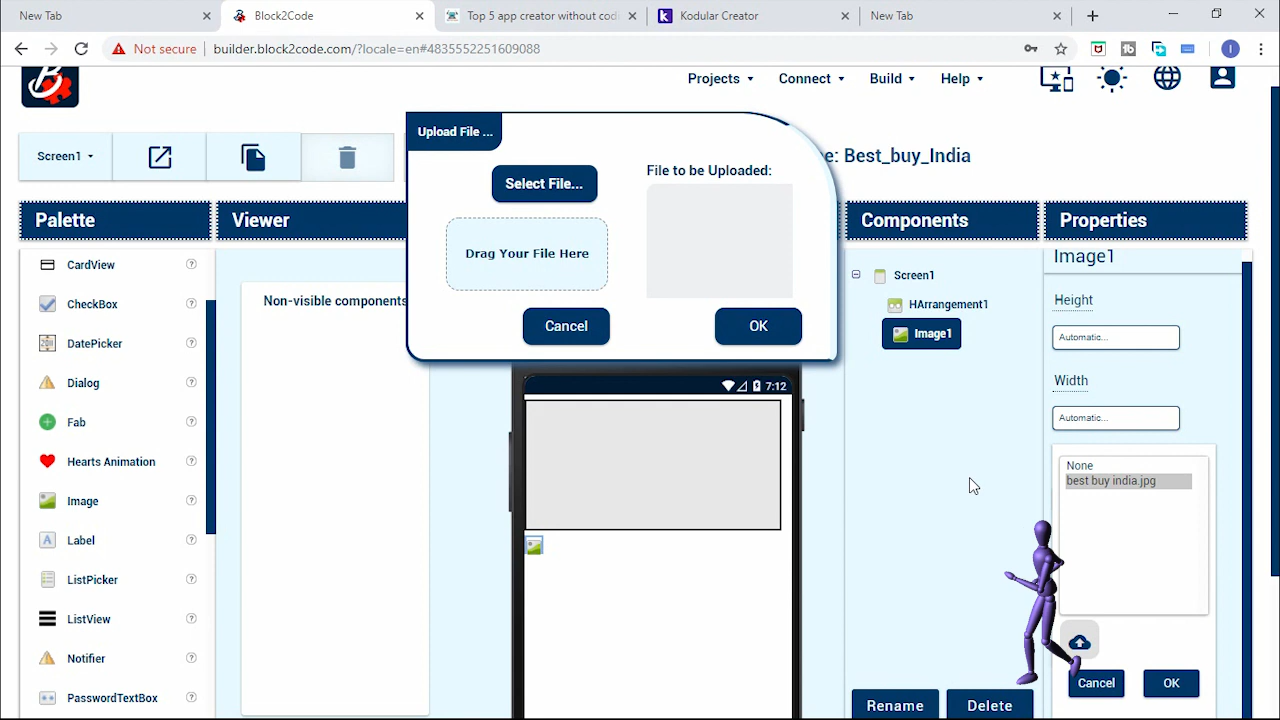 New Tab
Block2Code
Top 5 app creator without codi
Kodular Creator
New Tab
Not secure
builder.block2code.com/?locale=en#4835552251609088
Projects
Connect
Build
Help
Screen1
Upload File ...
Select File...
Drag Your File Here
File to be Uploaded:
Cancel
OK
e: Best_buy_India
Palette
Viewer
Components
Properties
CardView
CheckBox
DatePicker
Dialog
Fab
Hearts Animation
Image
Label
ListPicker
ListView
Notifier
PasswordTextBox
Non-visible components
7:12
Screen1
HArrangement1
Image1
Rename
Delete
Image1
Height
Automatic...
Width
Automatic...
None
best buy india.jpg
Cancel
OK